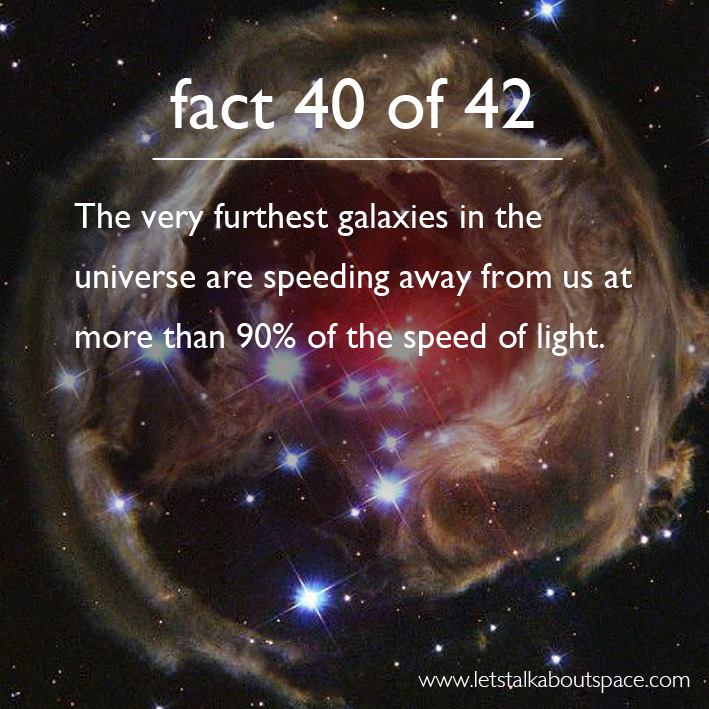 fact 40 of 42
The very furthest galaxies in the
universe are speeding away from us at
more than 90% of the speed of light.
www.letstalkaboutspace.com